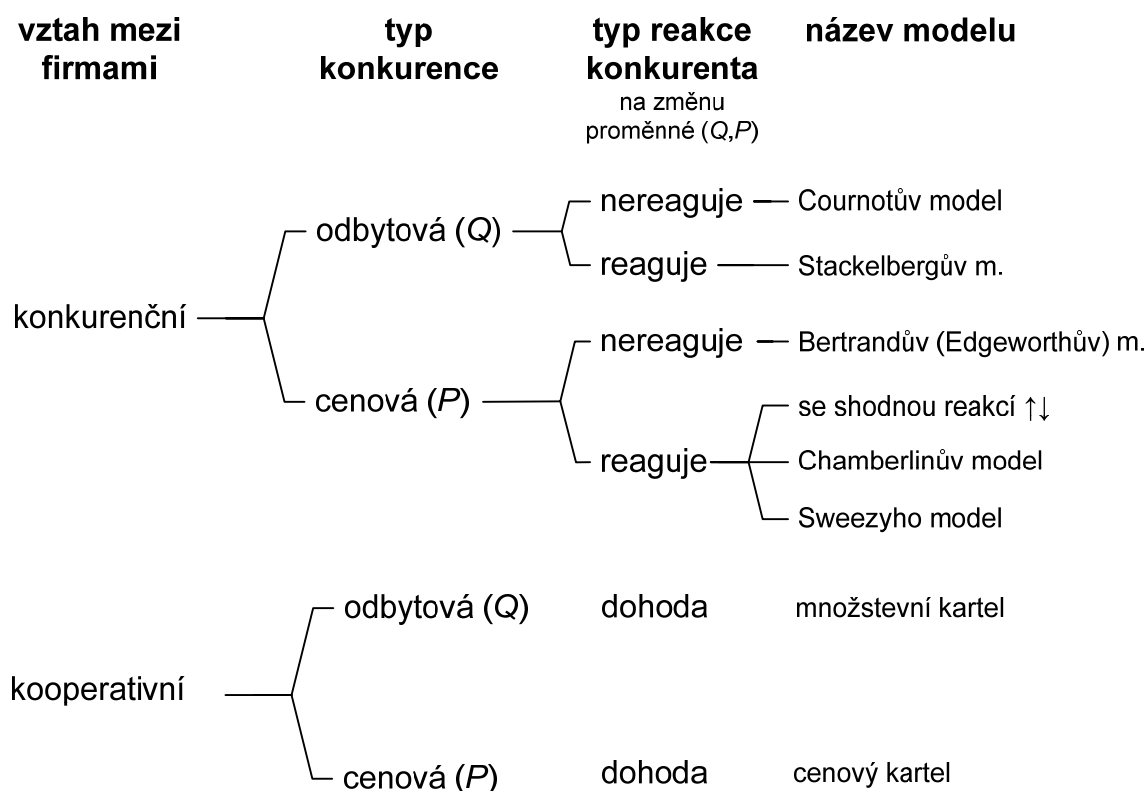 vztah mezi
firmami
typ
konkurence
typ reakce
konkurenta
na změnu
proměnné (Q,P)
název modelu
konkurenční
odbytová (Q)
nereaguje
Cournotův model
reaguje
Stackelbergův m.
cenová (P)
nereaguje
Bertrandův (Edgeworthův) m.
reaguje
se shodnou reakcí ↑↓
Chamberlinův model
Sweezyho model
kooperativní
odbytová (Q)
dohoda
množstevní kartel
cenová (P)
dohoda
cenový kartel